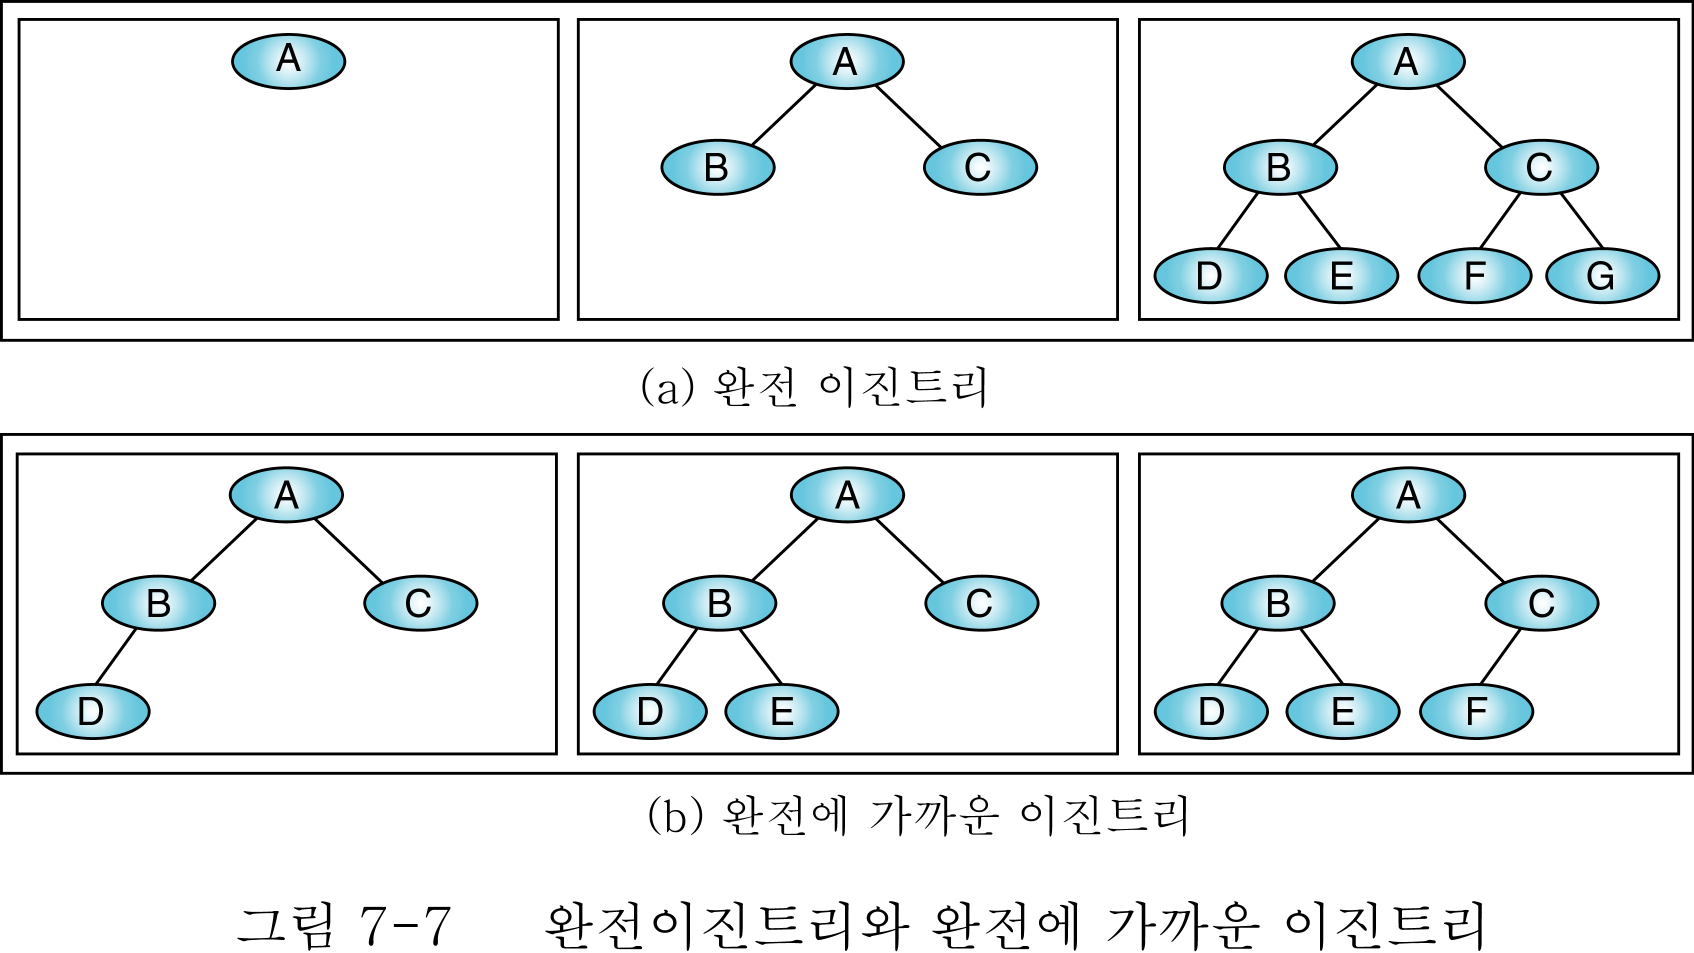 A A A
B C B C
D E F G
(a) 완전 이진트리
A A A
B C B C B C
D D E D E F
(b) 완전에 가까운 이진트리
그림 7-7 완전이진트리와 완전에 가까운 이진트리